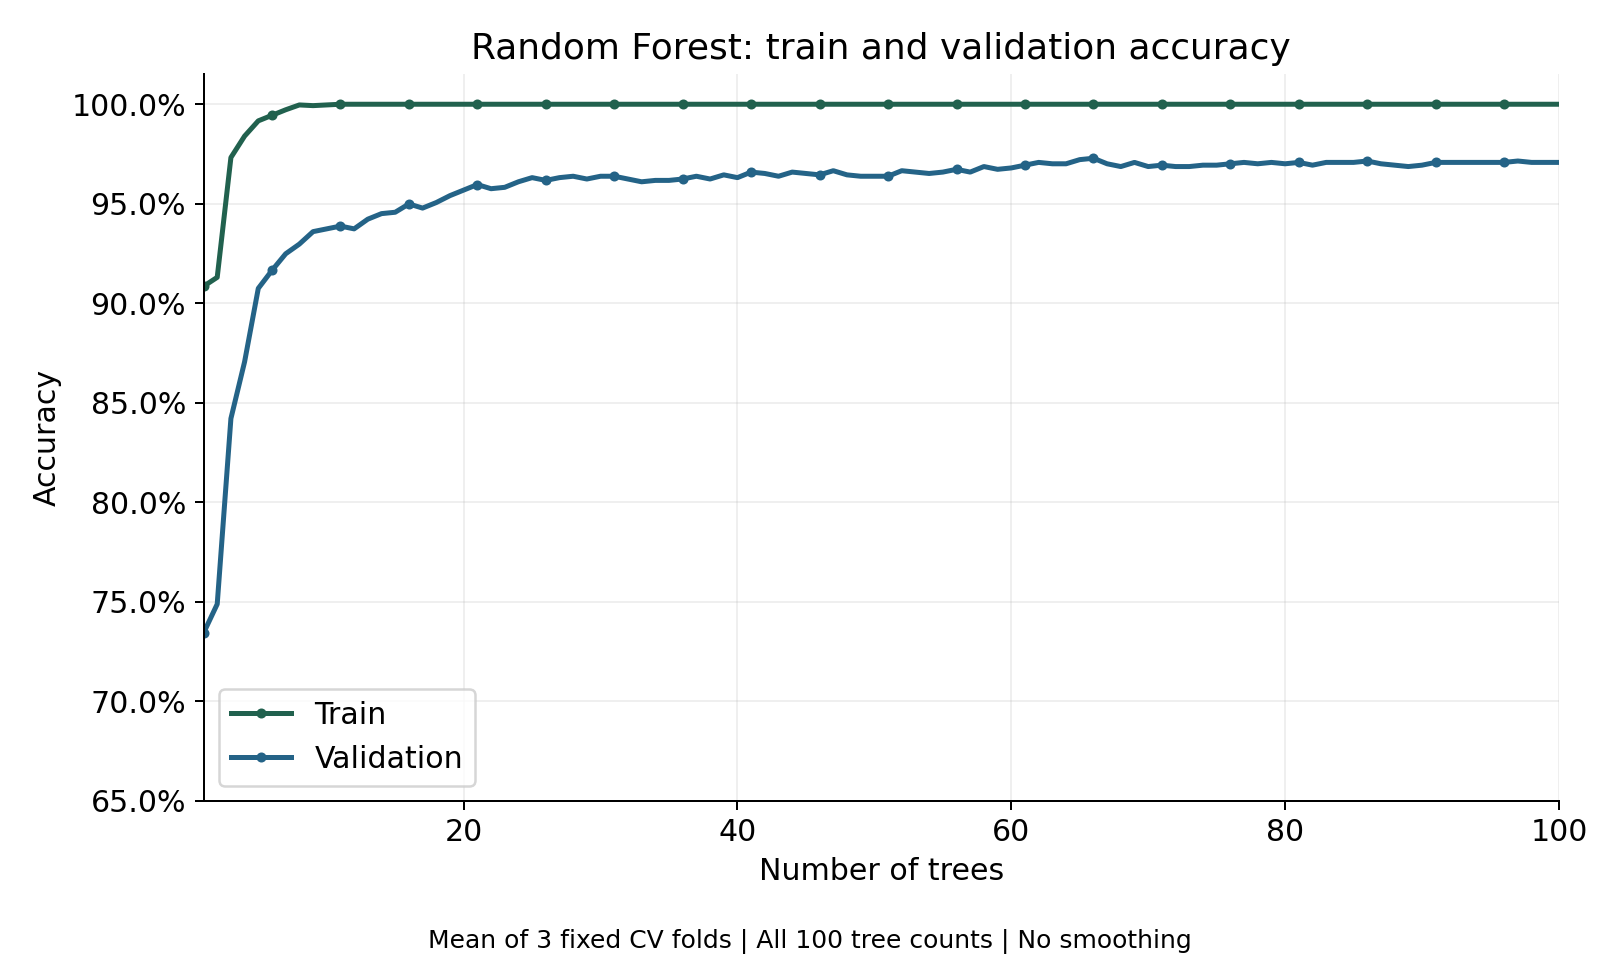 Random Forest: train and validation accuracy
100.0%
95.0%
90.0%
85.0%
80.0%
75.0%
70.0%
65.0%
Accuracy
Train
Validation
20 40 60 80 100
Number of trees
Mean of 3 fixed CV folds | All 100 tree counts | No smoothing